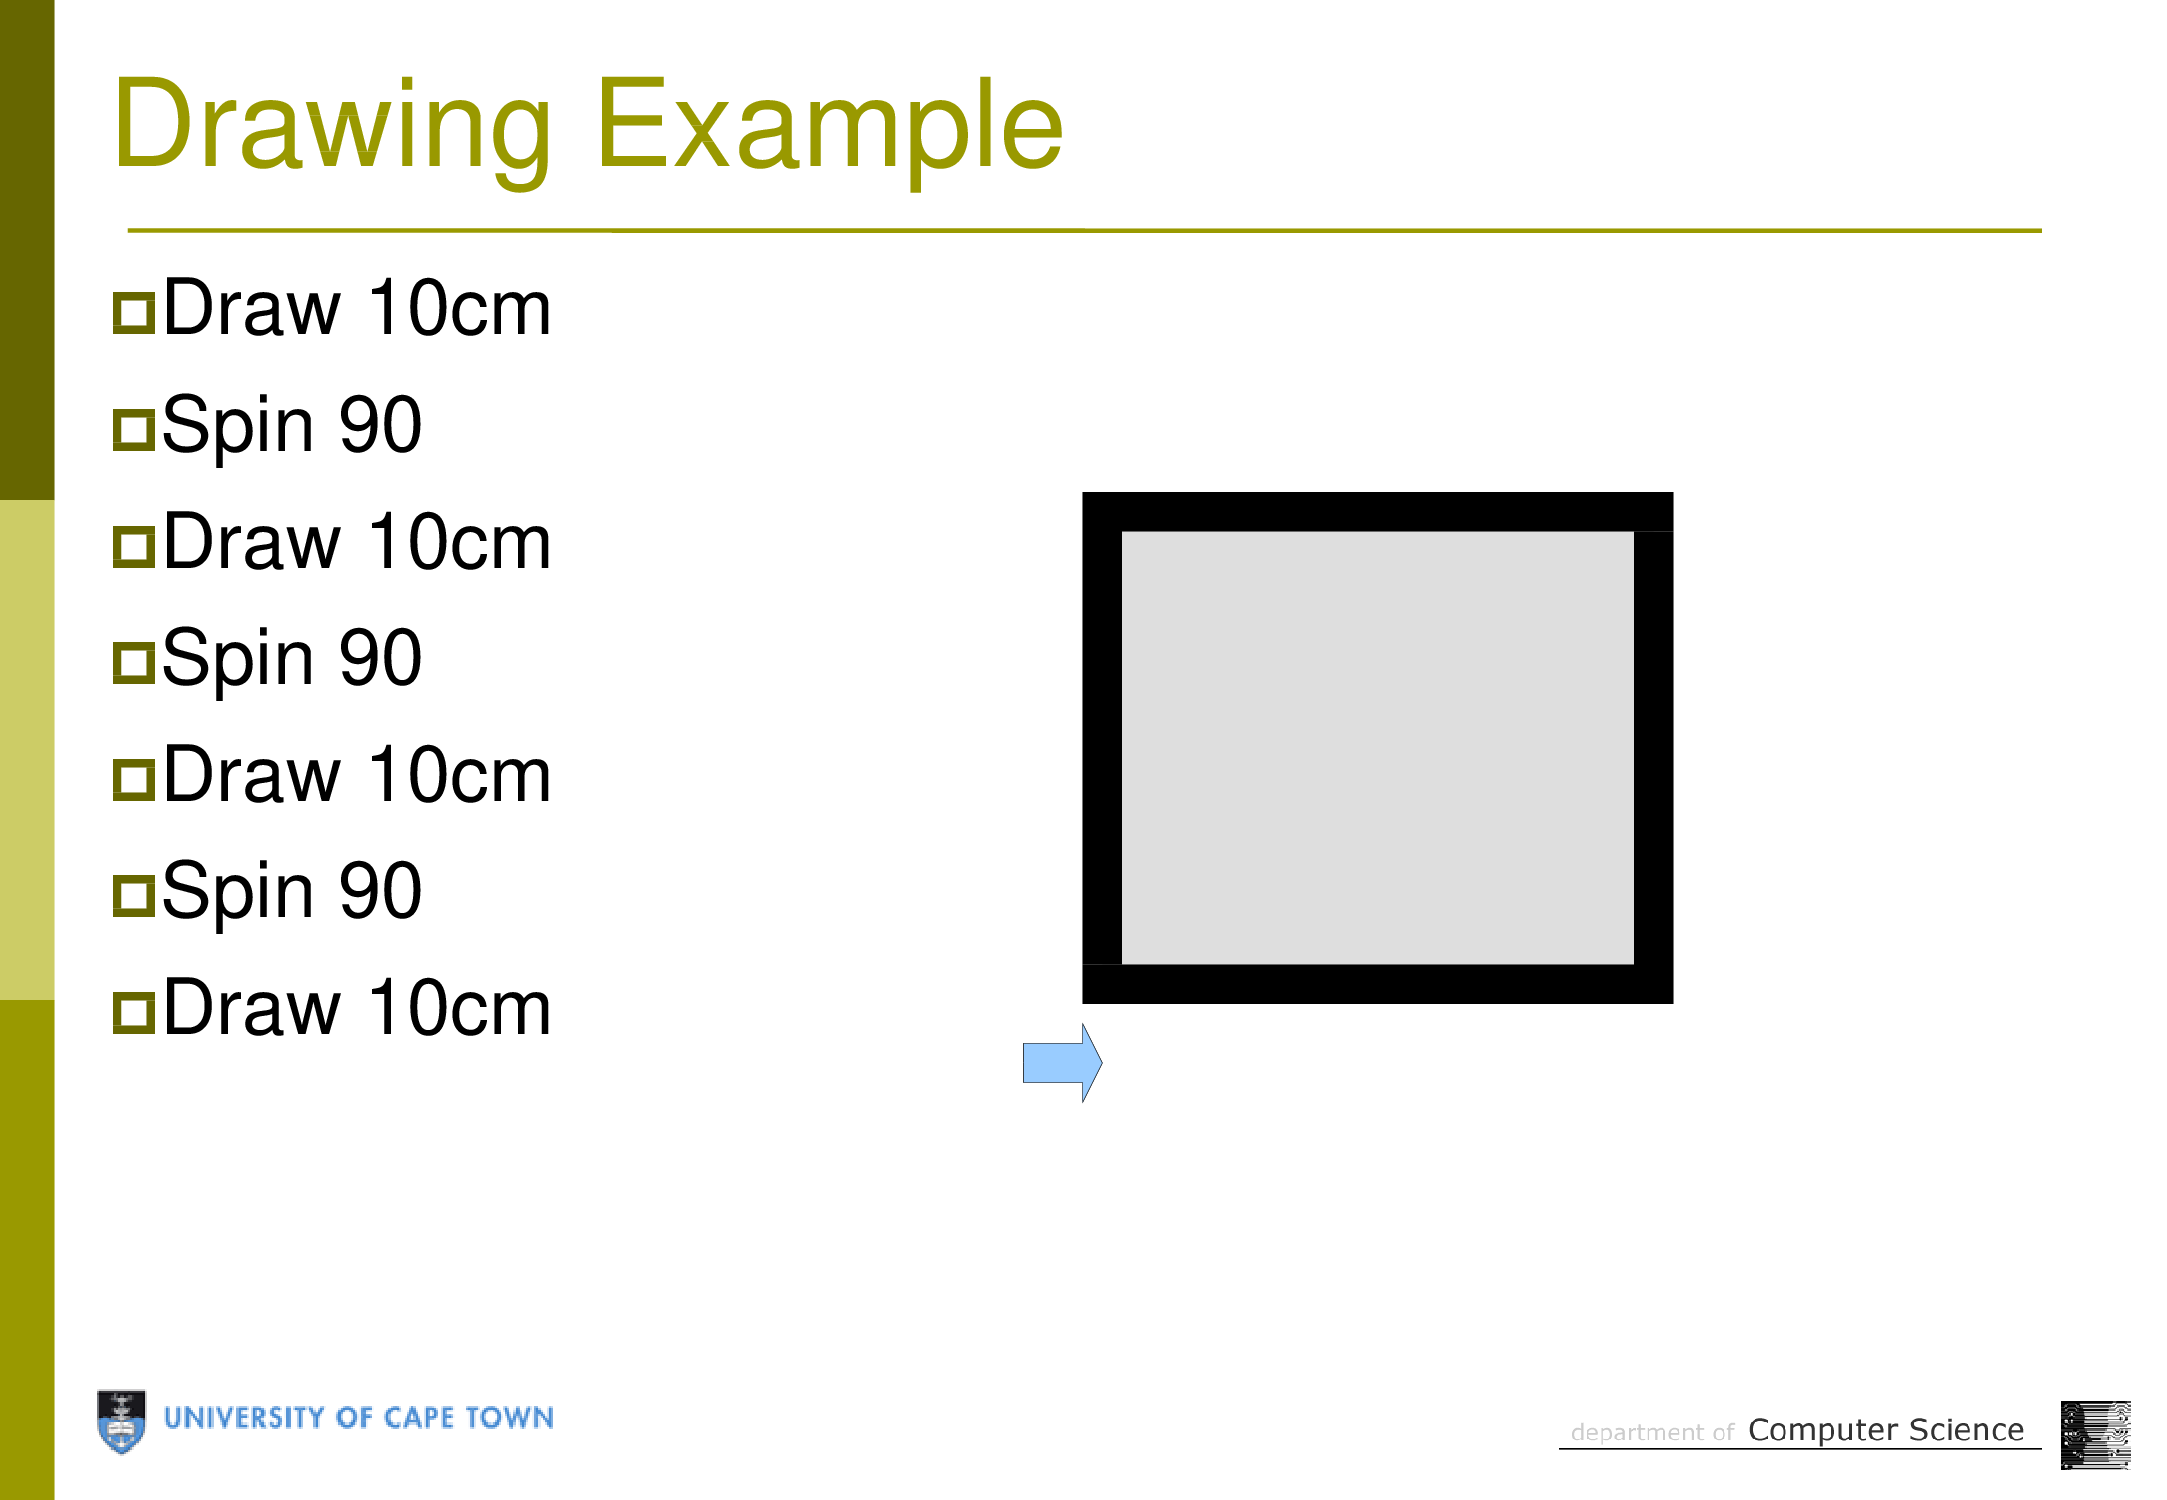 Drawing Example
Draw 10cm
Spin 90
Draw 10cm
Spin 90
Draw 10cm
Spin 90
Draw 10cm
UNIVERSITY OF CAPE TOWN
department of Computer Science